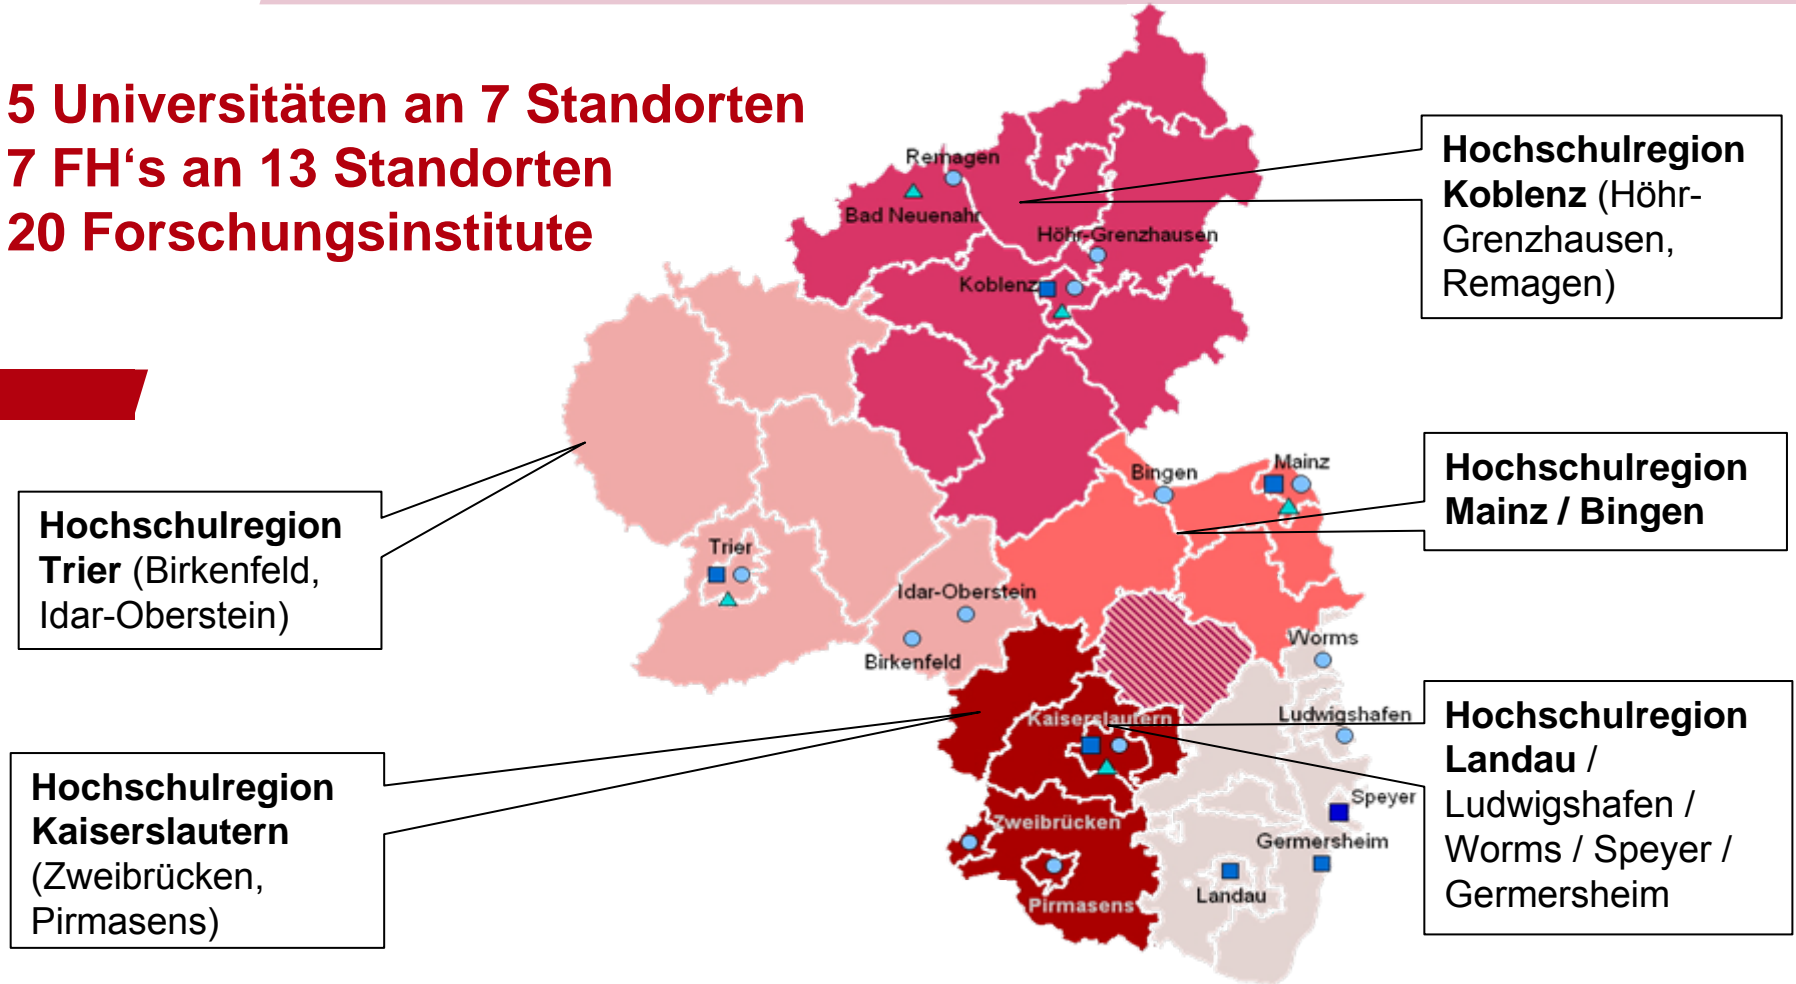 5 Universitäten an 7 Standorten
7 FH‘s an 13 Standorten
20 Forschungsinstitute
Remagen
Bad Neuenahr
Höhr-Grenzhausen
Koblenz
Hochschulregion
Koblenz (Höhr-
Grenzhausen,
Remagen)
Bingen
Mainz
Hochschulregion
Mainz / Bingen
Hochschulregion
Trier (Birkenfeld,
Idar-Oberstein)
Trier
Idar-Oberstein
Birkenfeld
Worms
Kaiserslautern
Ludwigshafen
Speyer
Zweibrücken
Germersheim
Landau
Pirmasens
Hochschulregion
Landau /
Ludwigshafen /
Worms / Speyer /
Germersheim
Hochschulregion
Kaiserslautern
(Zweibrücken,
Pirmasens)